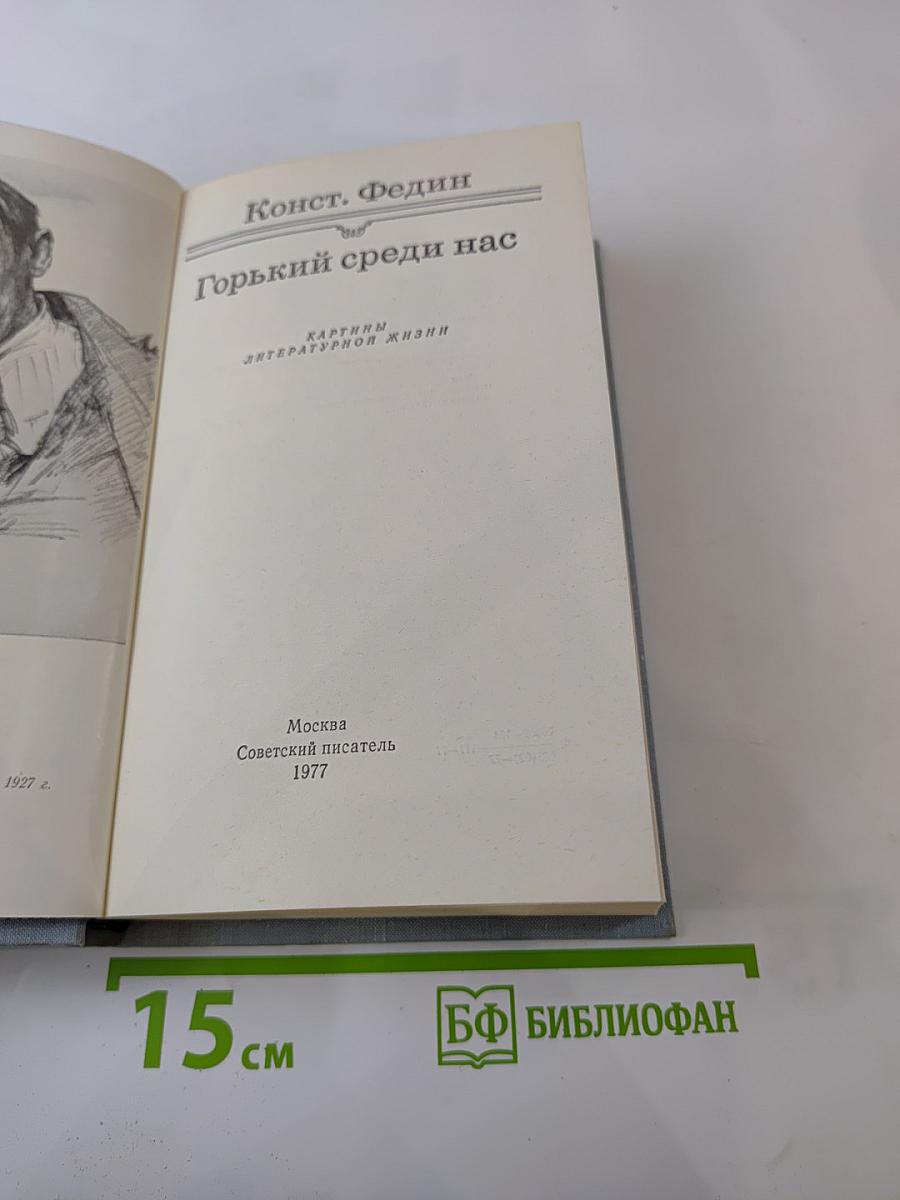 Конст. Федин
Горький среди нас
КАРТИНЫ
ЛИТЕРАТУРНОЙ ЖИЗНИ
Москва
Советский писатель
1977
1927 г.
15 см
БФ БИБЛИОФАН